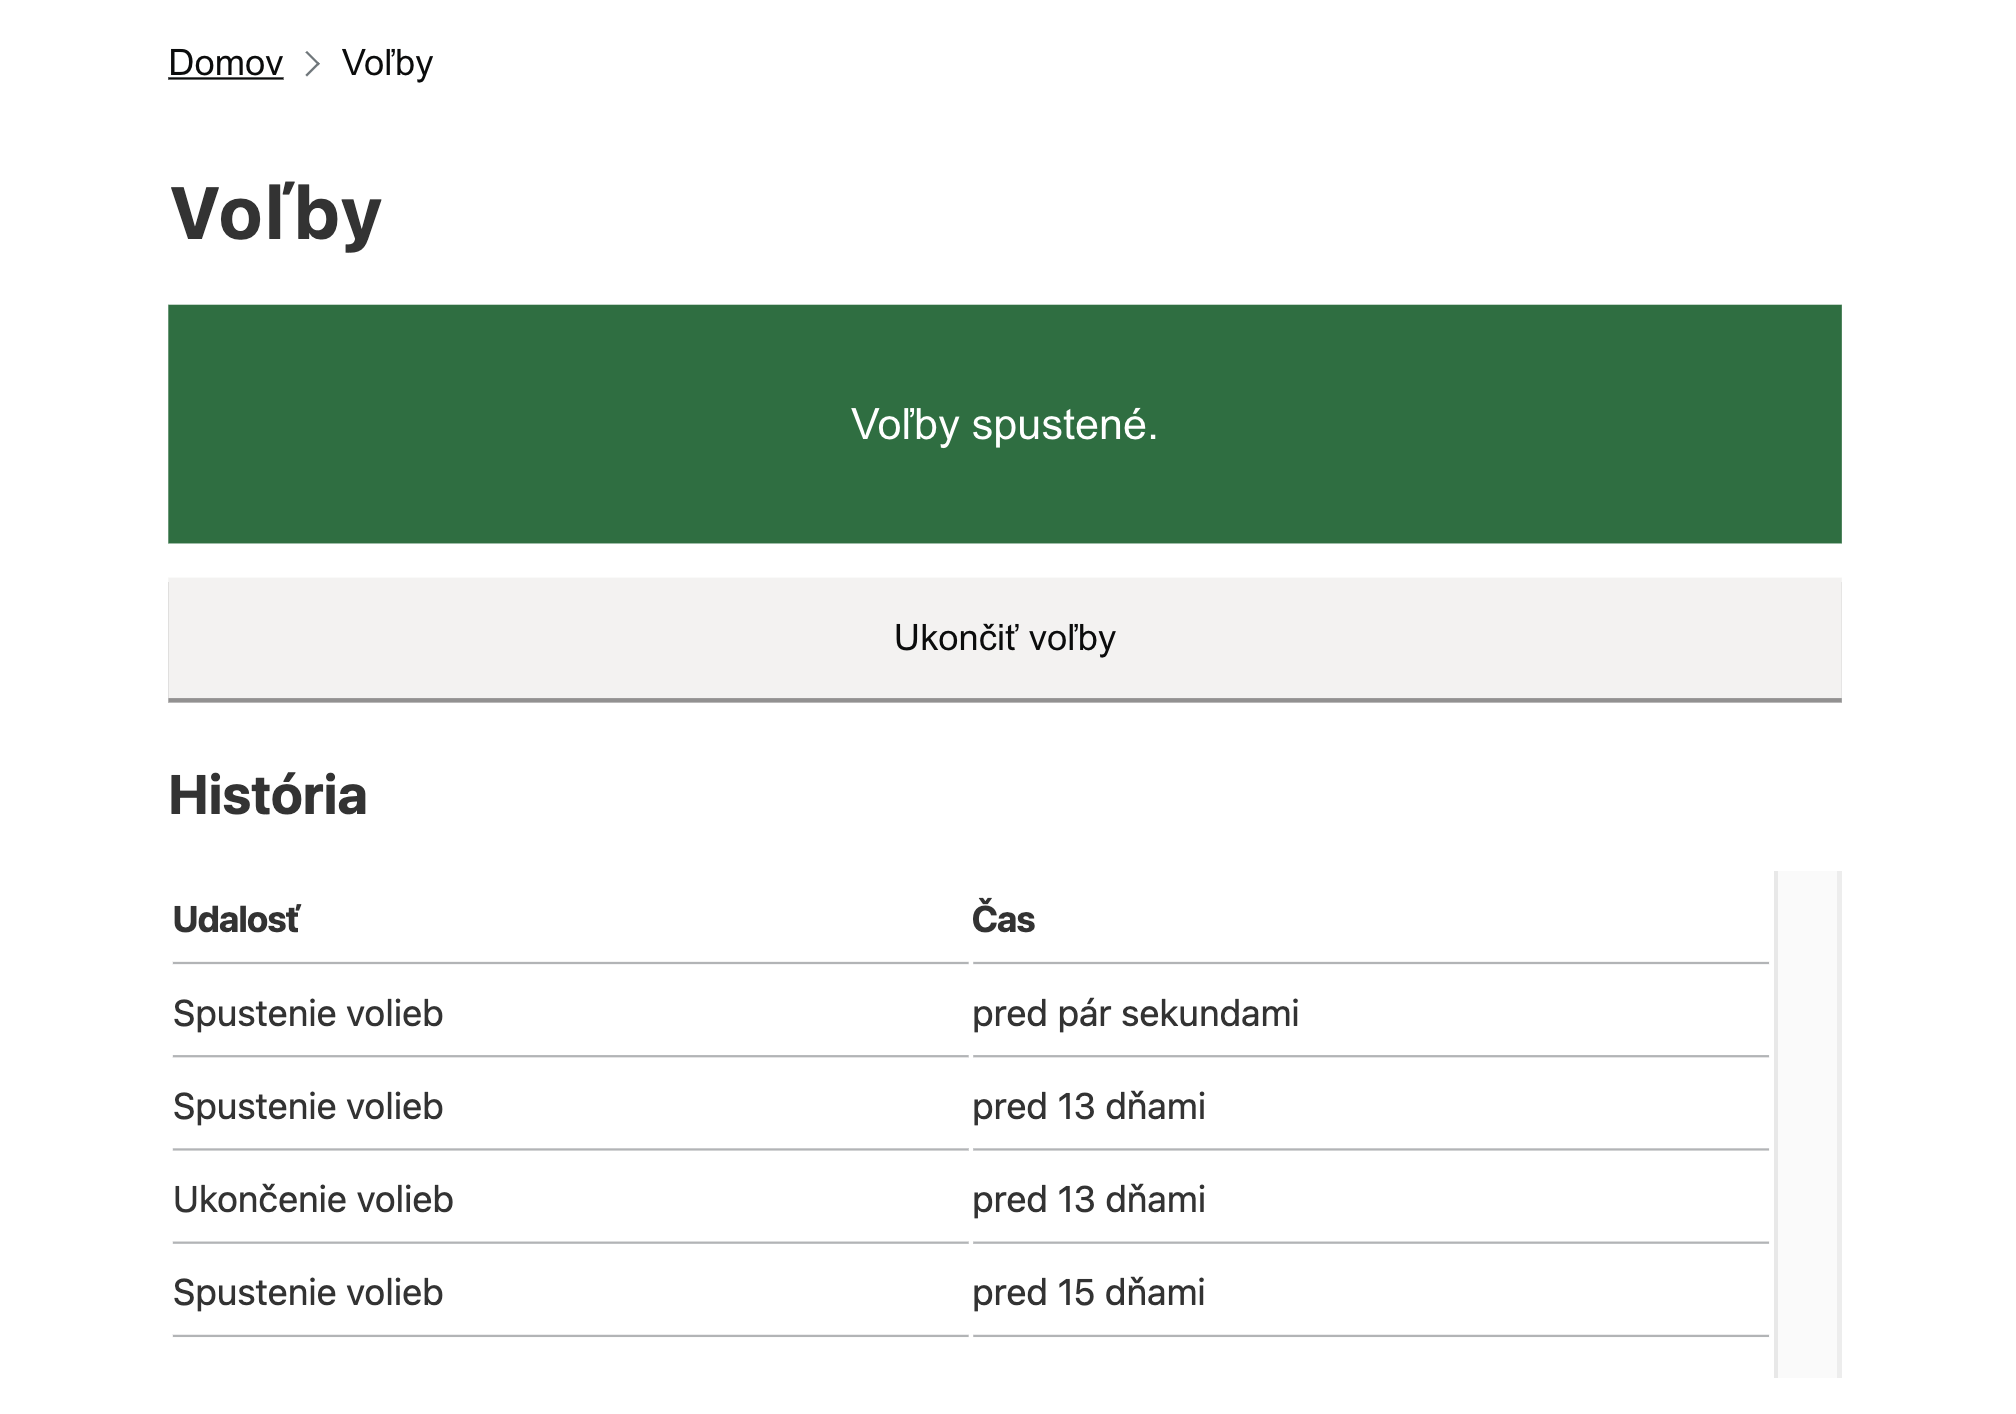 Domov > Voľby
Voľby
Voľby spustené.
Ukončiť voľby
História
Udalosť Čas
Spustenie volieb pred pár sekundami
Spustenie volieb pred 13 dňami
Ukončenie volieb pred 13 dňami
Spustenie volieb pred 15 dňami